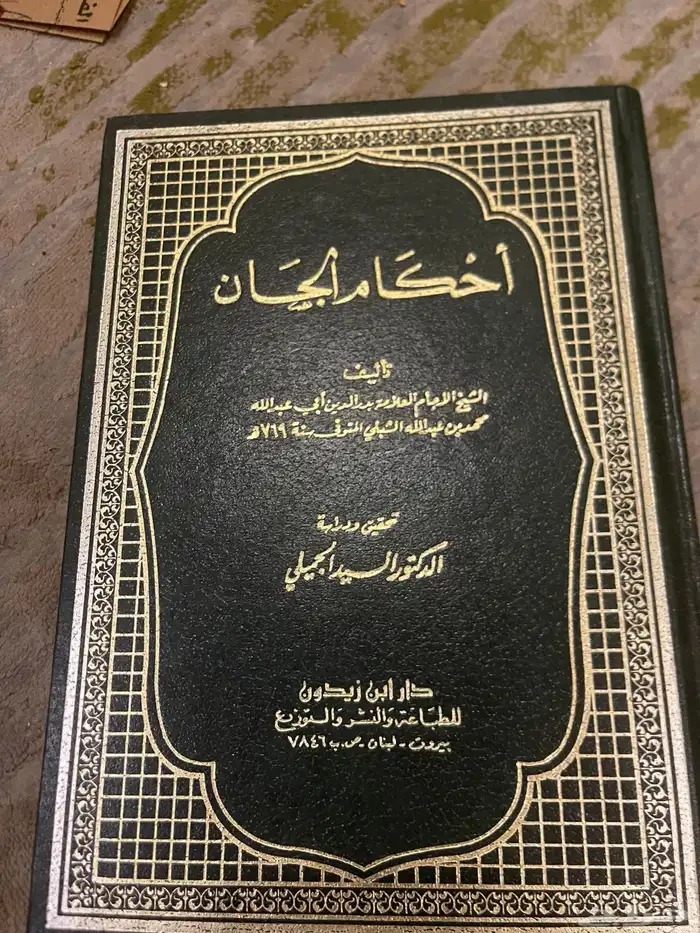 أحكام الجان
تأليف
الشيخ الإمام العلامة بدر الدين أبي عبد الله
محمد بن عبد الله الشبلي المتوفى سنة ٧٦٩ هـ
تحقيق ودراسة
الدكتور السيد الجميلي
دار ابن زيدون
للطباعة والنشر والتوزيع
بيروت - لبنان - ص.ب ٧٨٤٦